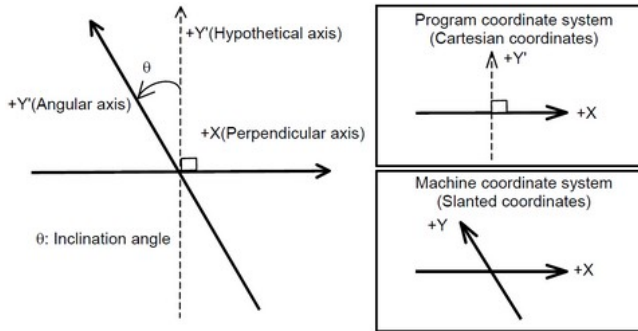 +Y'(Hypothetical axis)
θ
+Y'(Angular axis)
+X(Perpendicular axis)
θ: Inclination angle
Program coordinate system
(Cartesian coordinates)
+Y'
+X
Machine coordinate system
(Slanted coordinates)
+Y
+X